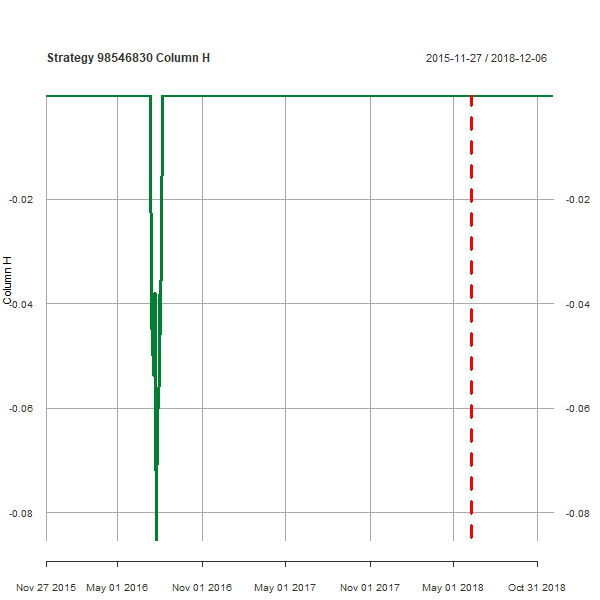 Strategy 98546830 Column H
2015-11-27 / 2018-12-06
-0.02 -0.02
Column H
-0.04 -0.04
-0.06 -0.06
-0.08 -0.08
Nov 27 2015 May 01 2016 Nov 01 2016 May 01 2017 Nov 01 2017 May 01 2018 Oct 31 2018